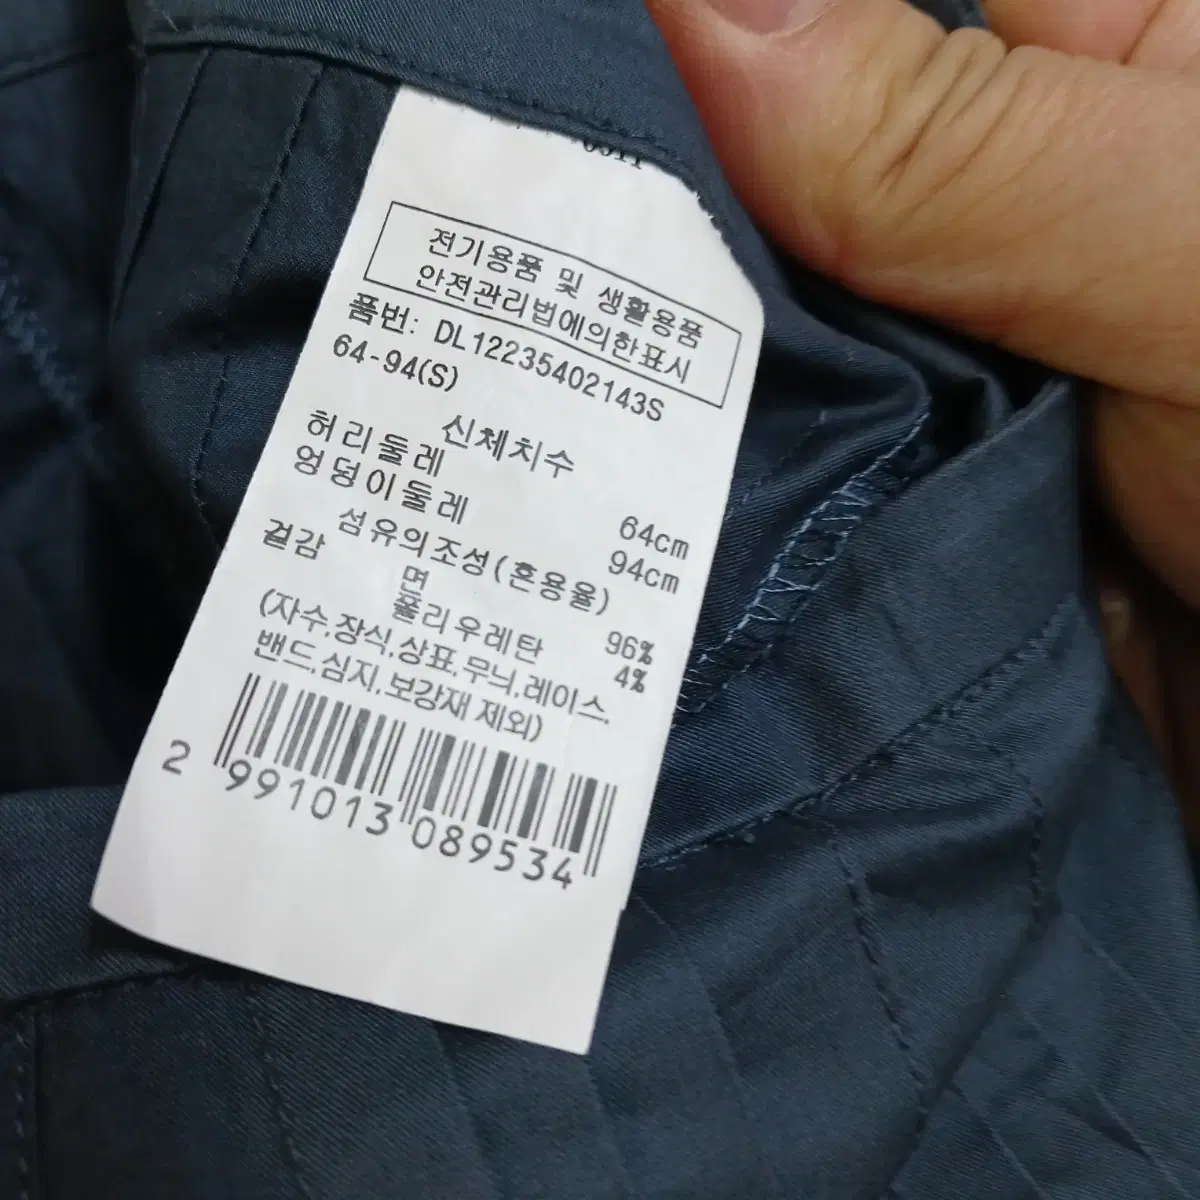 전기용품 및 생활용품
안전관리법에의한표시
품번: DL12235402143S
64-94(S)
신체치수
허리둘레 64cm
엉덩이둘레 94cm
섬유의조성(혼용율)
겉감 면 96%
폴리우레탄 4%
(자수,장식,상표,무늬,레이스,
밴드,심지,보강재 제외)
2 991013 089534